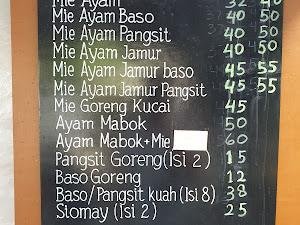 Mie Ayam 32 40
Mie Ayam Baso 40 50
Mie Ayam Pangsit 40 50
Mie Ayam Jamur 40 50
Mie Ayam Jamur baso 45 55
Mie Ayam Jamur Pangsit 45 55
Mie Goreng Kucai 45
Ayam Mabok 50
Ayam Mabok+Mie 60
Pangsit Goreng (Isi 2) 15
Baso Goreng 12
Baso/Pangsit kuah (Isi 8) 38
Siomay (Isi 2) 25